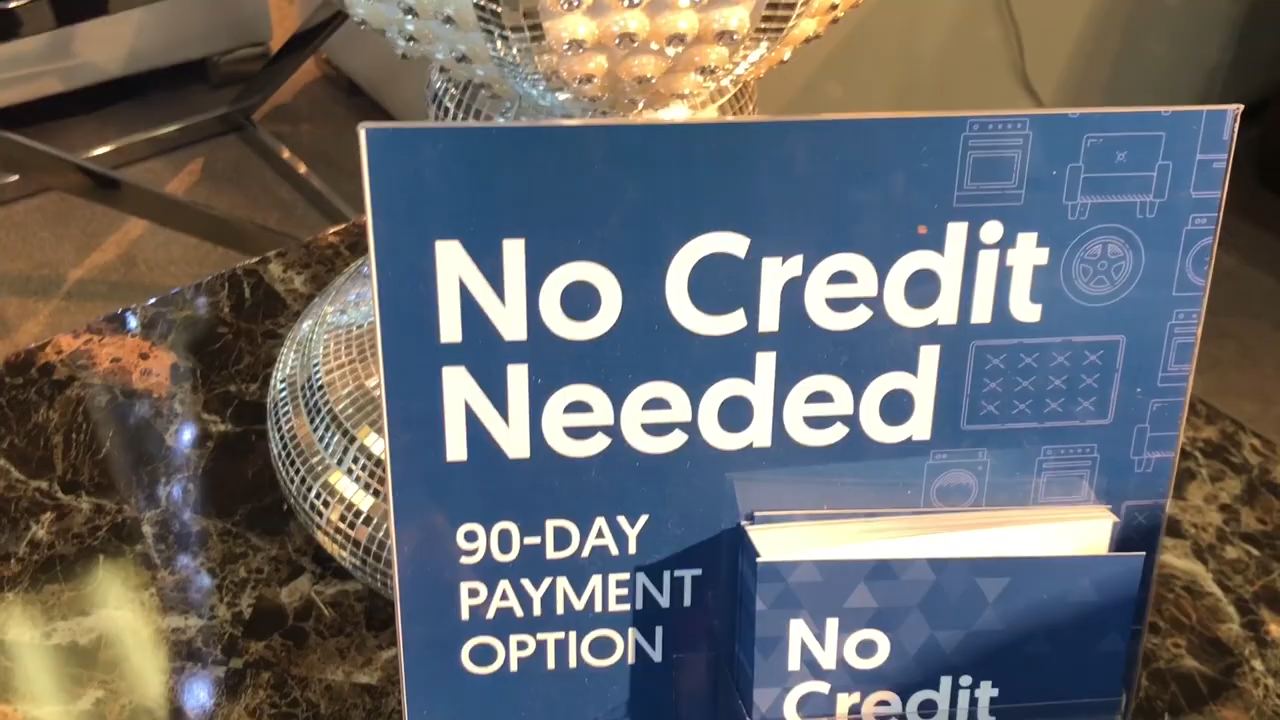 No Credit
Needed
90-DAY
PAYMENT
OPTION
No
Credit